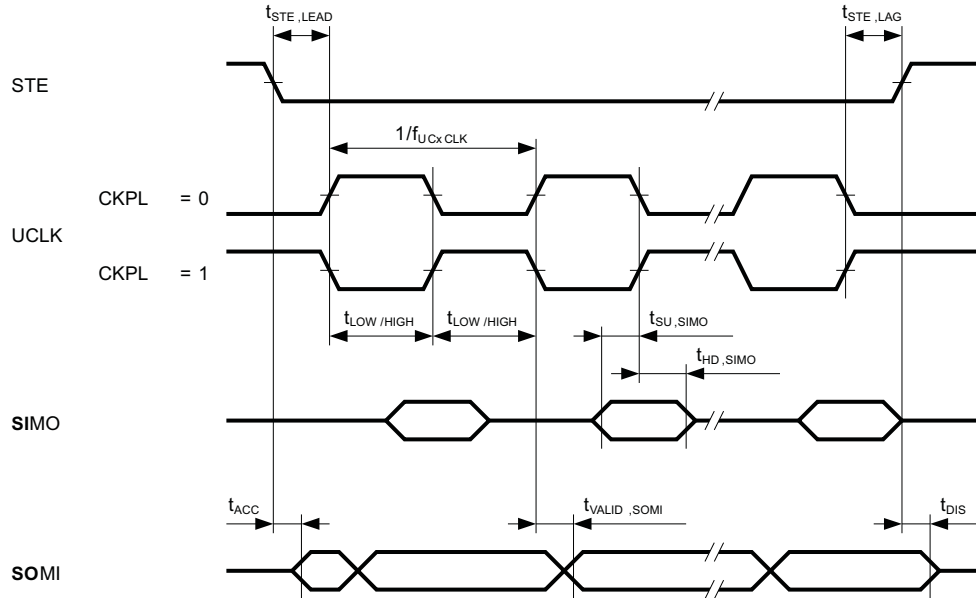 tSTE,LEAD
tSTE,LAG
STE
1/fUCxCLK
CKPL = 0
UCLK
CKPL = 1
tLOW/HIGH tLOW/HIGH
tSU,SIMO
tHD,SIMO
SIMO
tACC
tVALID,SOMI
tDIS
SOMI